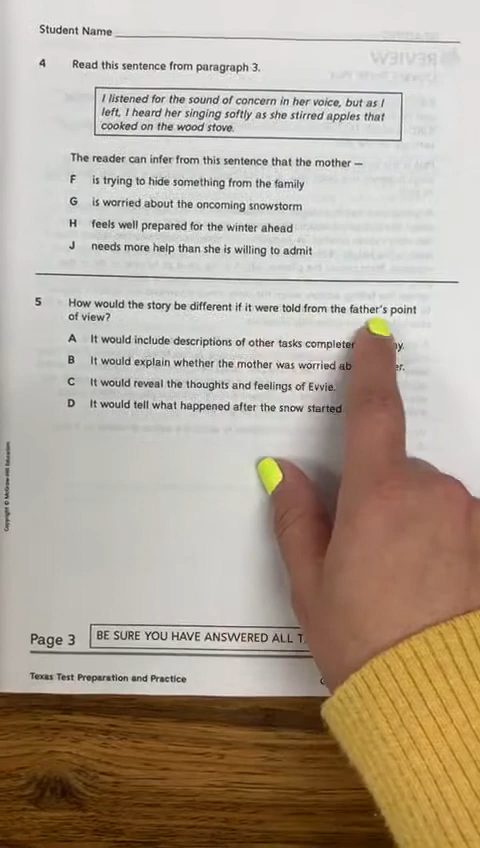 Student Name
REVIEW
4 Read this sentence from paragraph 3.
I listened for the sound of concern in her voice, but as I
left, I heard her singing softly as she stirred apples that
cooked on the wood stove.
The reader can infer from this sentence that the mother —
F is trying to hide something from the family
G is worried about the oncoming snowstorm
H feels well prepared for the winter ahead
J needs more help than she is willing to admit
5 How would the story be different if it were told from the father's point
of view?
A It would include descriptions of other tasks
B It would explain whether the mother was worried
C It would reveal the thoughts and feelings of Evvie.
D It would tell what happened after the snow started
Copyright © McGraw-Hill Education
Page 3 BE SURE YOU HAVE ANSWERED ALL
Texas Test Preparation and Practice